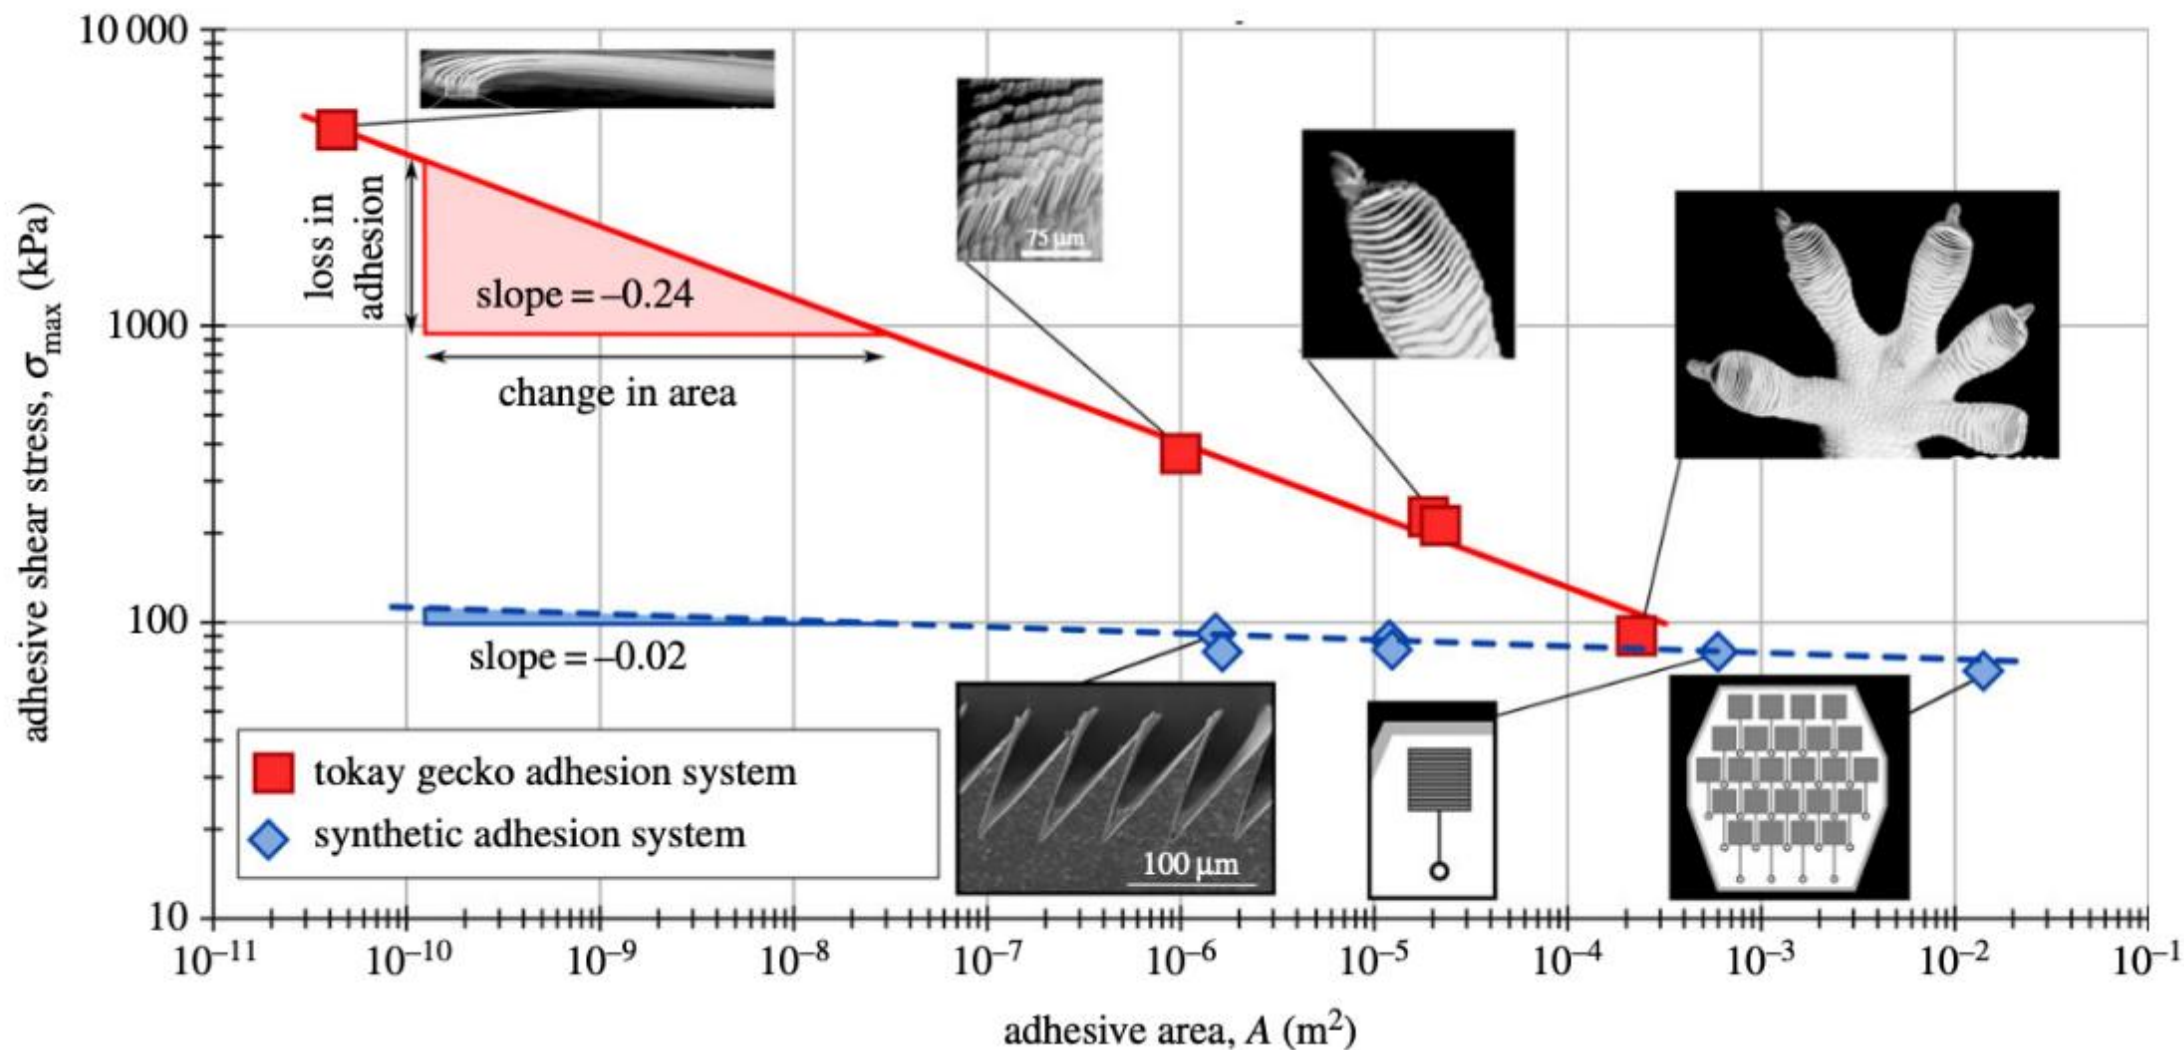 10 000
1000
100
10
adhesive shear stress, σmax (kPa)
loss in
adhesion
slope = –0.24
change in area
75 µm
slope = –0.02
tokay gecko adhesion system
synthetic adhesion system
100 µm
10⁻¹¹ 10⁻¹⁰ 10⁻⁹ 10⁻⁸ 10⁻⁷ 10⁻⁶ 10⁻⁵ 10⁻⁴ 10⁻³ 10⁻² 10⁻¹
adhesive area, A (m²)